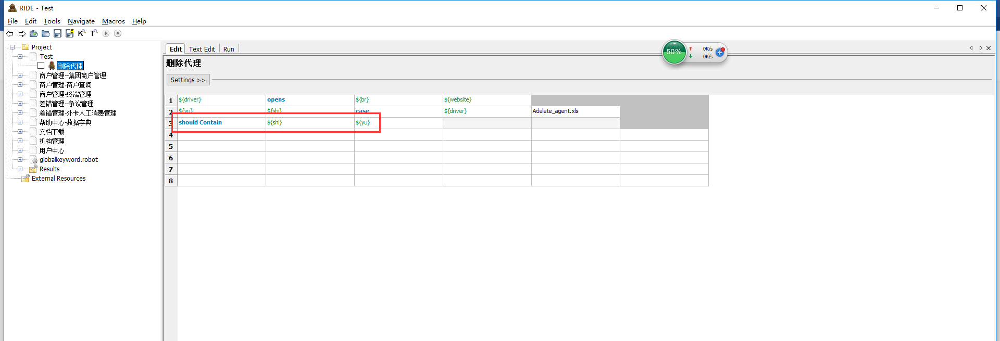 RIDE - Test
File Edit Tools Navigate Macros Help
K T
Project
Test
删除代理
商户管理--集团商户管理
商户管理-商户查询
商户管理-终端管理
差错管理--争议管理
差错管理-外卡人工消费管理
帮助中心-数据字典
文档下载
机构管理
用户中心
globalkeyword.robot
Results
External Resources
Edit Text Edit Run
50% 0K/s
0K/s
删除代理
Settings >>
1 ${driver} opens ${br} ${website}
2 ${yu} ${shi} case ${driver} Adelete_agent.xls
3 should Contain ${shi} ${yu}
4
5
6
7
8